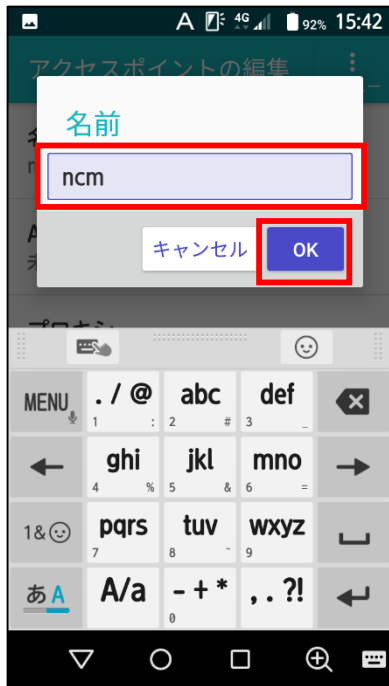 A 4G 92% 15:42
アクセスポイントの編集
名前
ncm
キャンセル OK
MENU . / @ abc def
1 : 2 # 3 _
ghi jkl mno
4 % 5 & 6 =
1& pqrs tuv wxyz
7 8 ~ 9
あA A/a - + * , . ?!
0